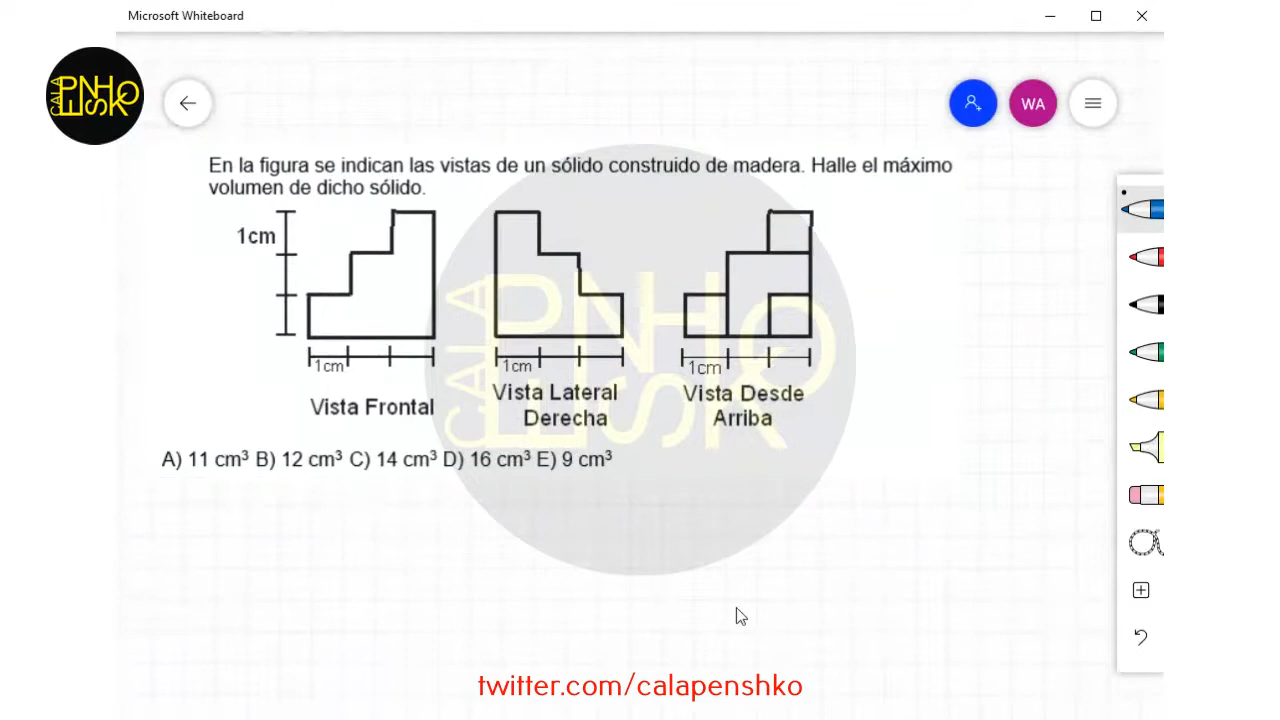 Microsoft Whiteboard
CALA
PENHOSKO
WA
En la figura se indican las vistas de un sólido construido de madera. Halle el máximo
volumen de dicho sólido.
1cm
1cm
1cm
1cm
Vista Frontal
Vista Lateral
Derecha
Vista Desde
Arriba
A) 11 cm³ B) 12 cm³ C) 14 cm³ D) 16 cm³ E) 9 cm³
twitter.com/calapenshko